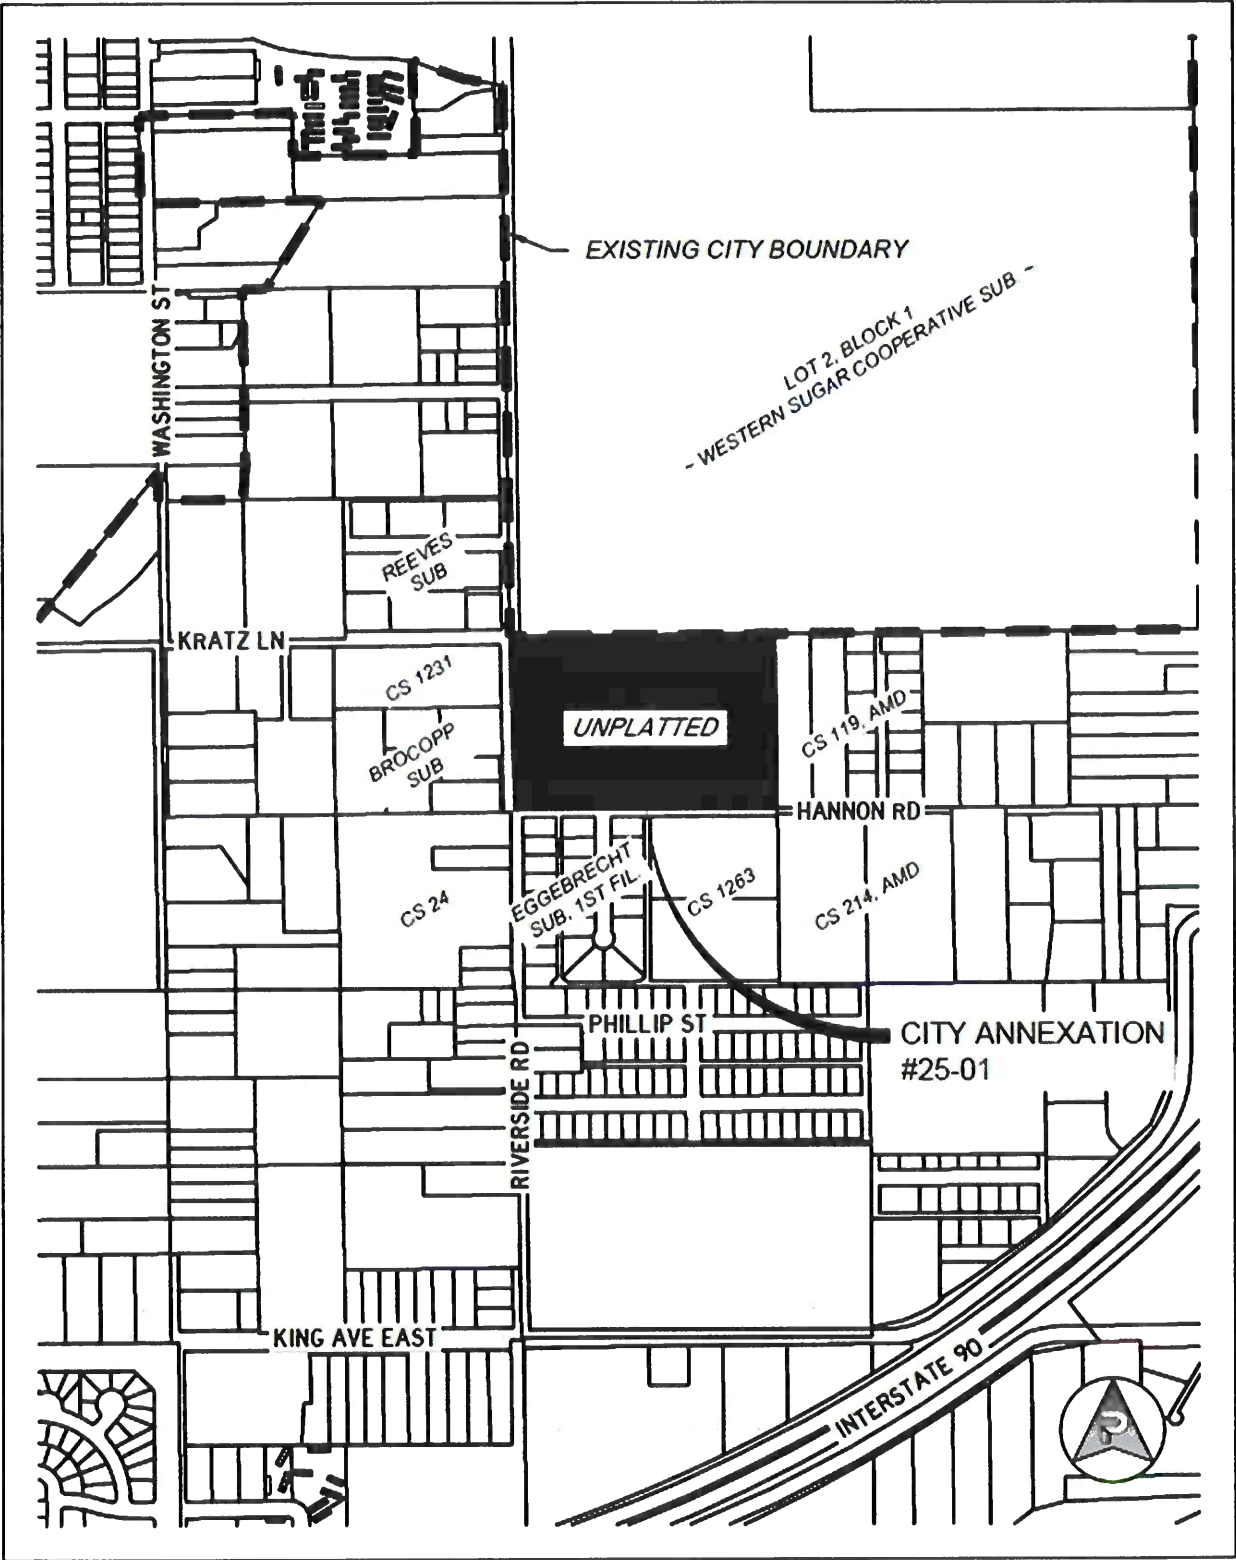 EXISTING CITY BOUNDARY
LOT 2, BLOCK 1
~ WESTERN SUGAR COOPERATIVE SUB ~
WASHINGTON ST
REEVES
SUB
KRATZ LN
CS 1231
UNPLATTED
CS 119, AMD
BROCOPP
SUB
HANNON RD
EGGEBRECHT
SUB, 1ST FIL.
CS 1263
CS 214, AMD
CS 24
PHILLIP ST
CITY ANNEXATION
#25-01
RIVERSIDE RD
KING AVE EAST
INTERSTATE 90